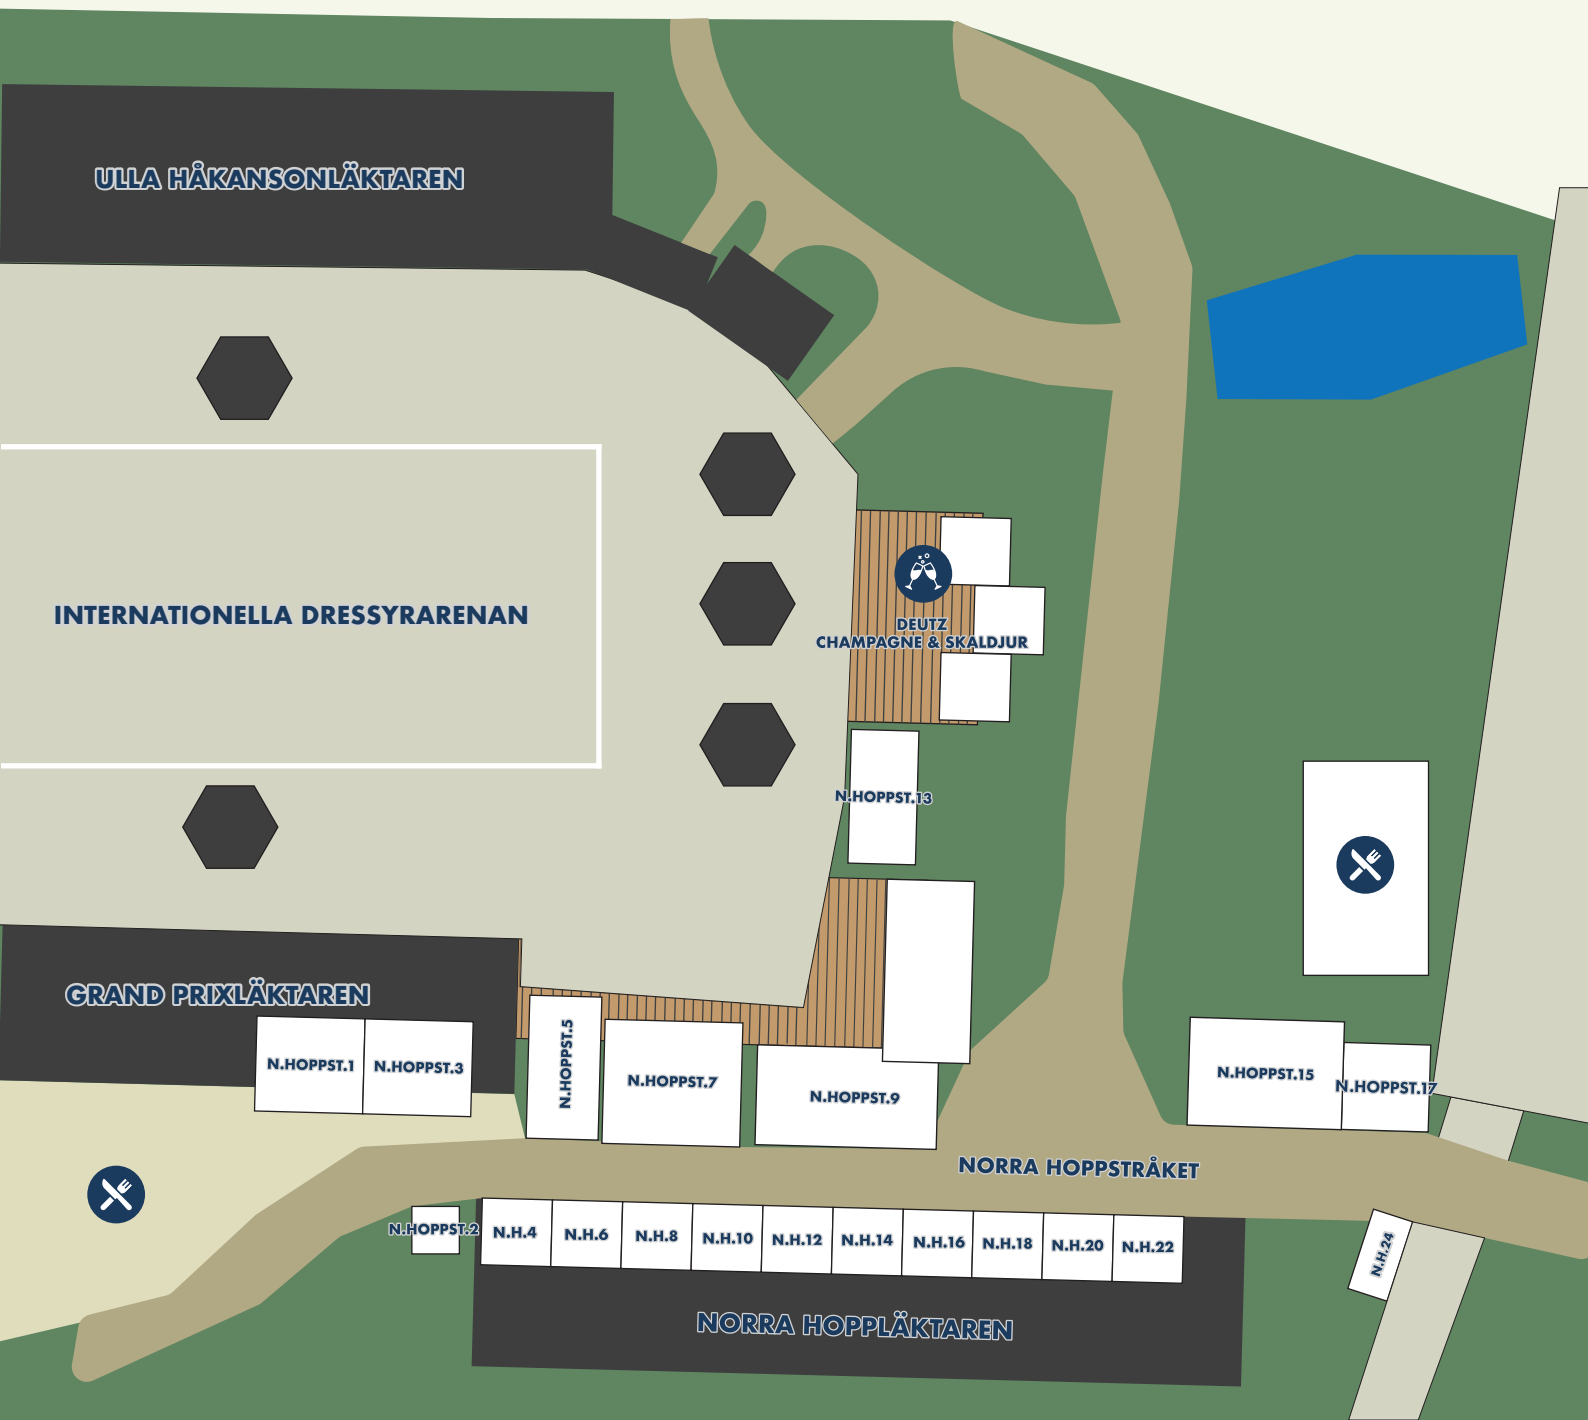 ULLA HÅKANSONLÄKTAREN
INTERNATIONELLA DRESSYRARENAN
DEUTZ
CHAMPAGNE & SKALDJUR
N.HOPPST.13
GRAND PRIXLÄKTAREN
N.HOPPST.1
N.HOPPST.3
N.HOPPST.5
N.HOPPST.7
N.HOPPST.9
N.HOPPST.15
N.HOPPST.17
NORRA HOPPSTRÅKET
N.HOPPST.2
N.H.4
N.H.6
N.H.8
N.H.10
N.H.12
N.H.14
N.H.16
N.H.18
N.H.20
N.H.22
N.H.24
NORRA HOPPLÄKTAREN